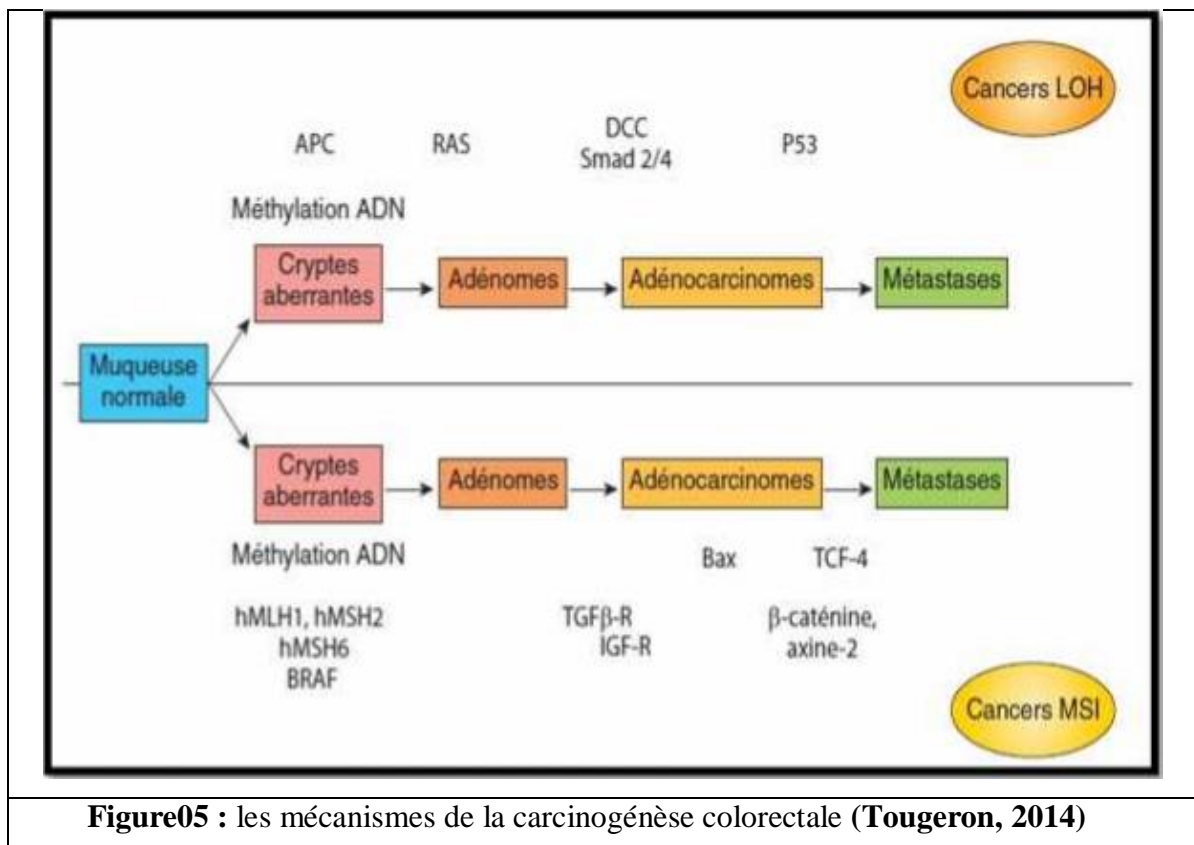 Cancers LOH
APC RAS DCC P53
Smad 2/4
Méthylation ADN
Cryptes
aberrantes
Adénomes
Adénocarcinomes
Métastases
Muqueuse
normale
Cryptes
aberrantes
Adénomes
Adénocarcinomes
Métastases
Méthylation ADN
Bax TCF-4
hMLH1, hMSH2
hMSH6
BRAF
TGFβ-R
IGF-R
β-caténine,
axine-2
Cancers MSI
Figure05 : les mécanismes de la carcinogénèse colorectale (Tougeron, 2014)